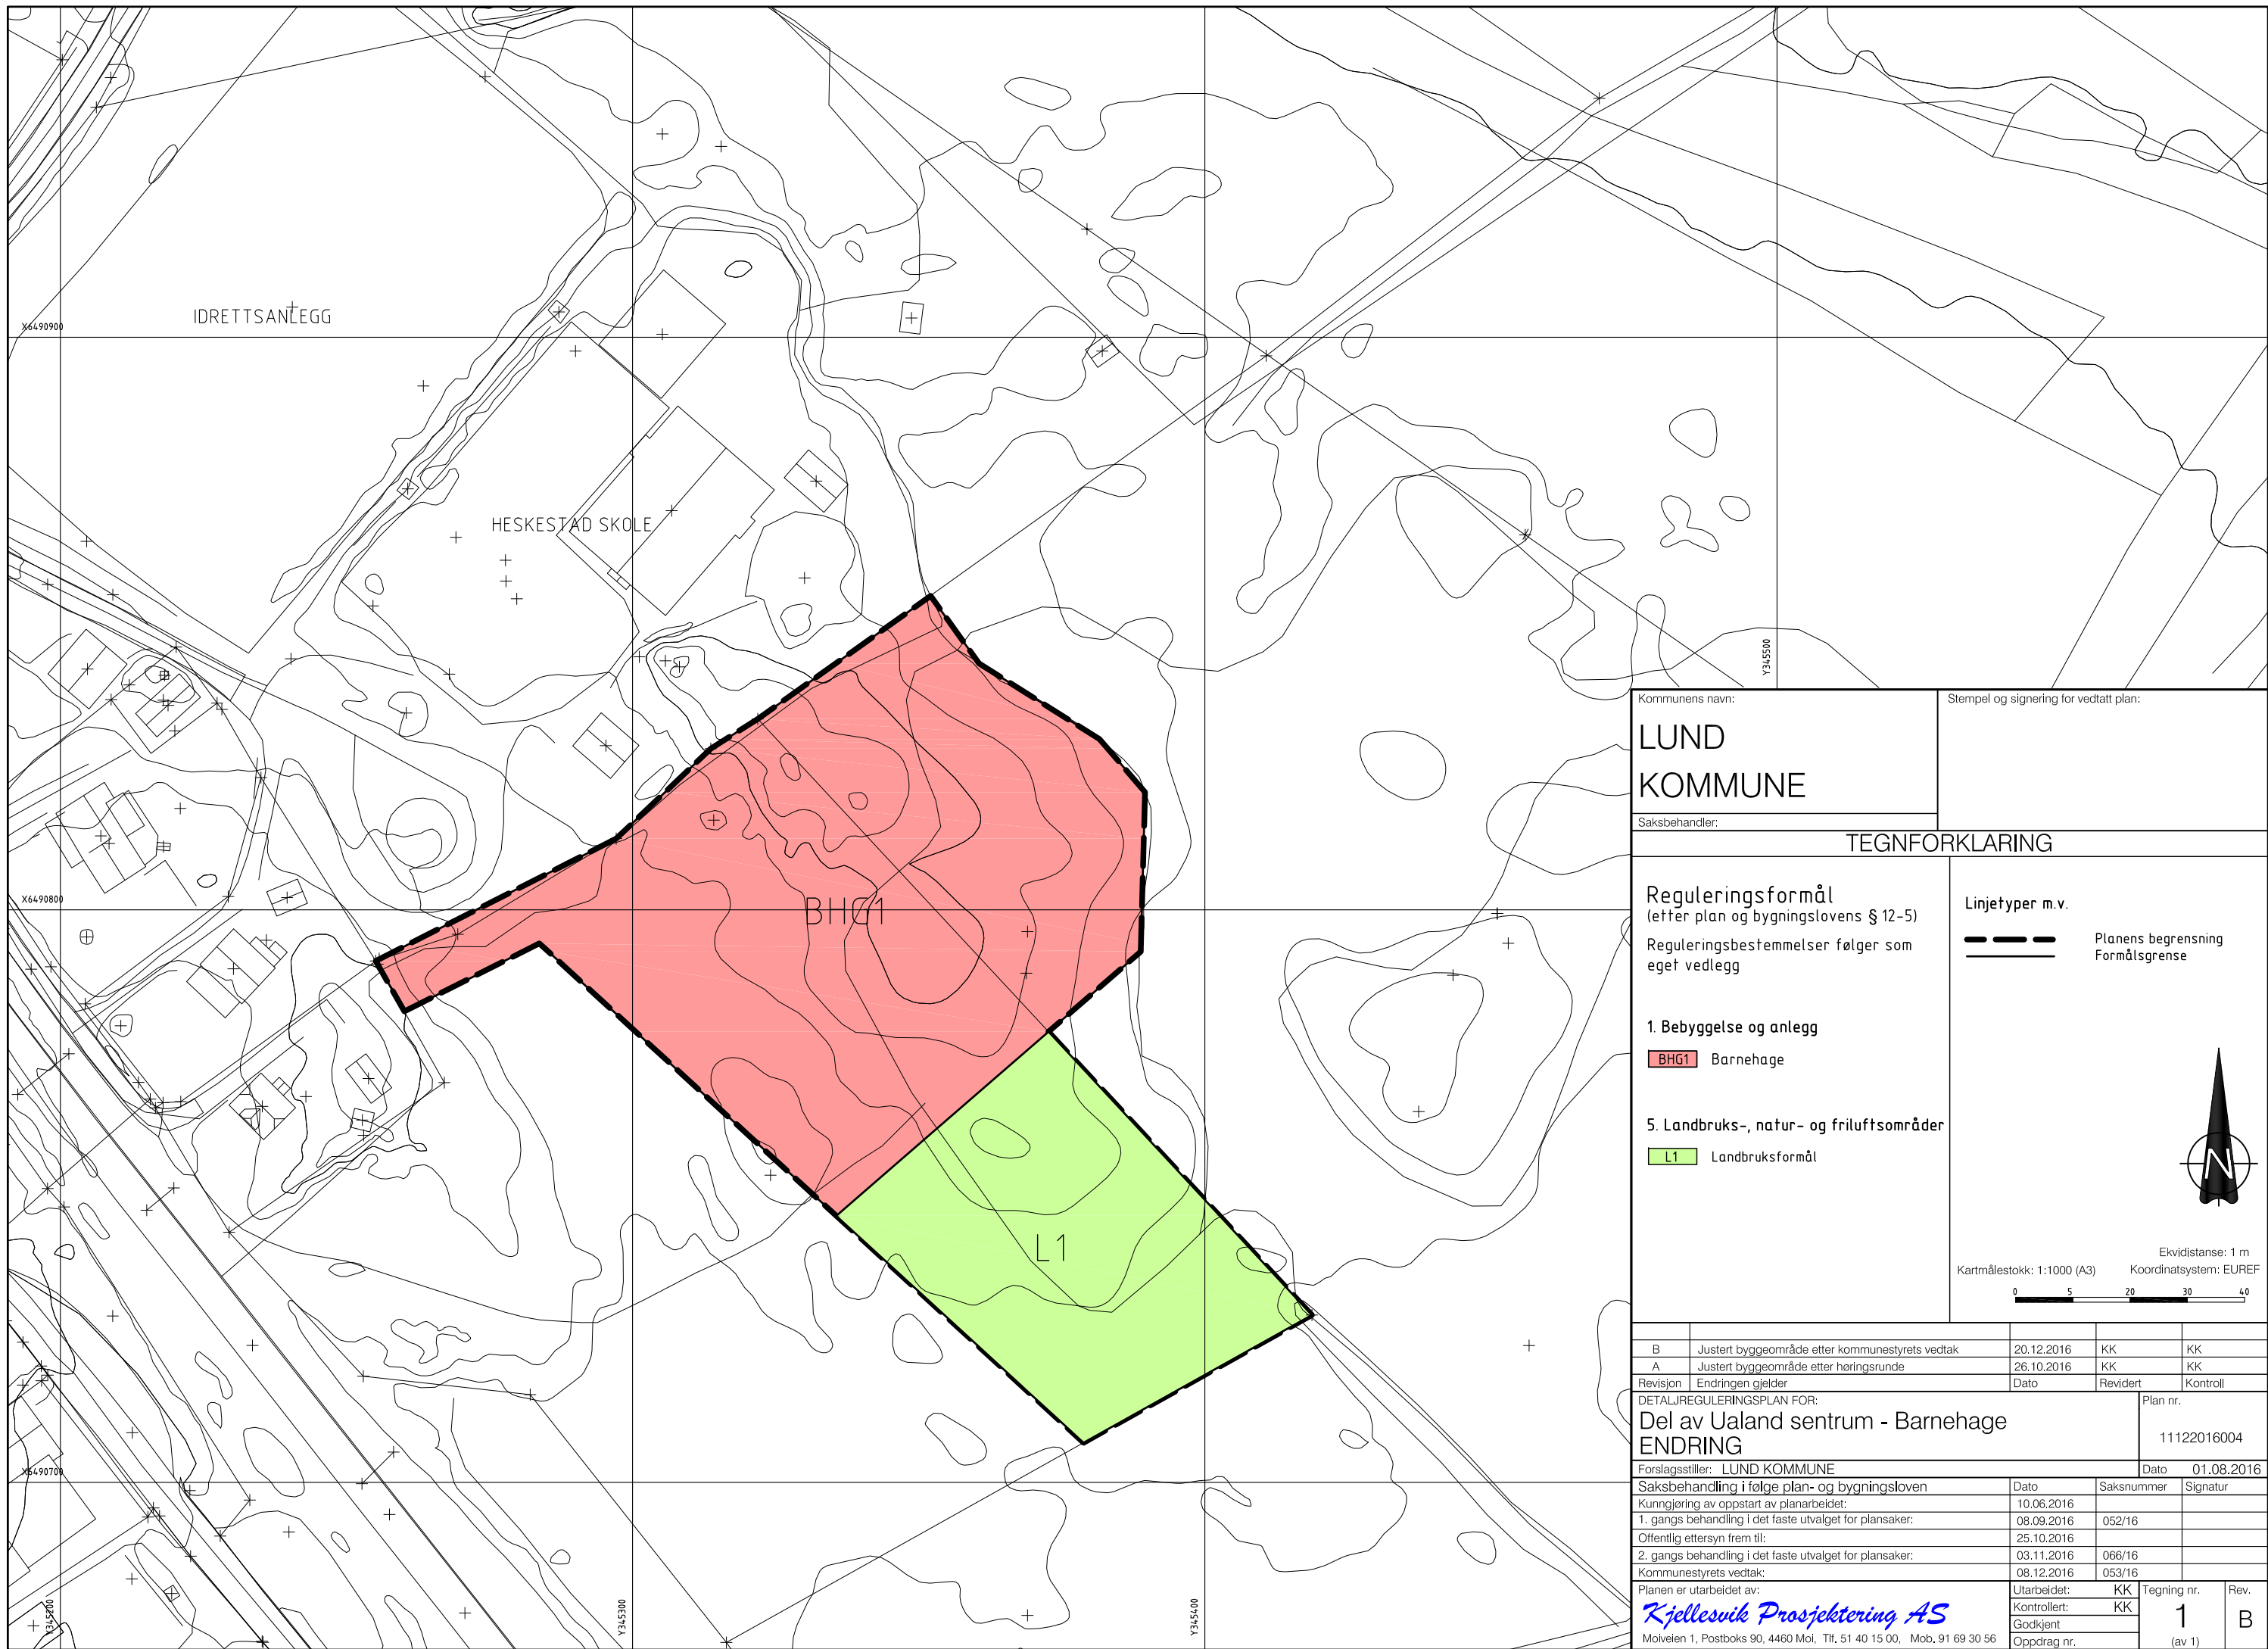 IDRETTSANLEGG
X6490900
HESKESTAD SKOLE
Y345500
X6490800
BHG1
L1
X6490700
Y345200
Y345300
Y345400
Kommunens navn:
LUND
KOMMUNE
Saksbehandler:
Stempel og signering for vedtatt plan:
TEGNFORKLARING
Reguleringsformål
(etter plan og bygningslovens § 12-5)
Reguleringsbestemmelser følger som
eget vedlegg
1. Bebyggelse og anlegg
BHG1 Barnehage
5. Landbruks-, natur- og friluftsområder
L1 Landbruksformål
Linjetyper m.v.
Planens begrensning
Formålsgrense
N
Ekvidistanse: 1 m
Kartmålestokk: 1:1000 (A3) Koordinatsystem: EUREF
0 5 20 30 40
B Justert byggeområde etter kommunestyrets vedtak 20.12.2016 KK KK
A Justert byggeområde etter høringsrunde 26.10.2016 KK KK
Revisjon Endringen gjelder Dato Revidert Kontroll
DETALJREGULERINGSPLAN FOR:
Del av Ualand sentrum - Barnehage
ENDRING
Plan nr.
11122016004
Forslagsstiller: LUND KOMMUNE Dato 01.08.2016
Saksbehandling i følge plan- og bygningsloven Dato Saksnummer Signatur
Kunngjøring av oppstart av planarbeidet: 10.06.2016
1. gangs behandling i det faste utvalget for plansaker: 08.09.2016 052/16
Offentlig ettersyn frem til: 25.10.2016
2. gangs behandling i det faste utvalget for plansaker: 03.11.2016 066/16
Kommunestyrets vedtak: 08.12.2016 053/16
Planen er utarbeidet av:
Kjellesvik Prosjektering AS
Moiveien 1, Postboks 90, 4460 Moi, Tlf. 51 40 15 00, Mob. 91 69 30 56
Utarbeidet: KK
Kontrollert: KK
Godkjent
Oppdrag nr.
Tegning nr.
1
(av 1)
Rev.
B